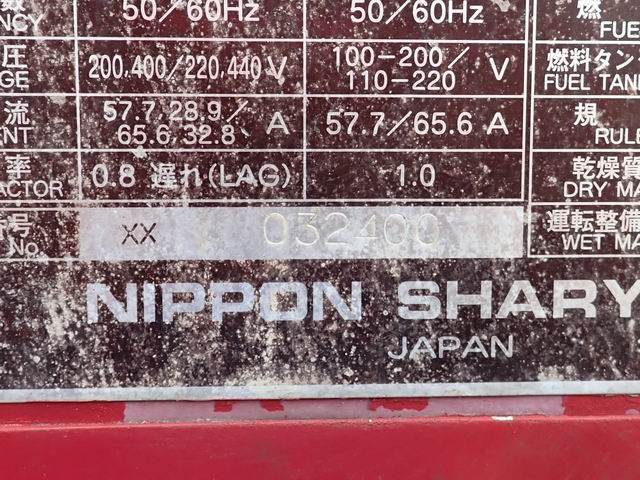 数 50/60Hz 50/60Hz 燃
NCY FUE
圧 200,400/220,440 V 100-200/ V 燃料タン
GE 110-220 FUEL TAN
流 57.7,28.9/ A 57.7/65.6 A 規
ENT 65.6,32.8 RULE
率 0.8 遅れ(LAG) 1.0 乾燥質
ACTOR DRY MA
号 XX 032400 運転整備
No. WET MA
NIPPON SHARY
JAPAN